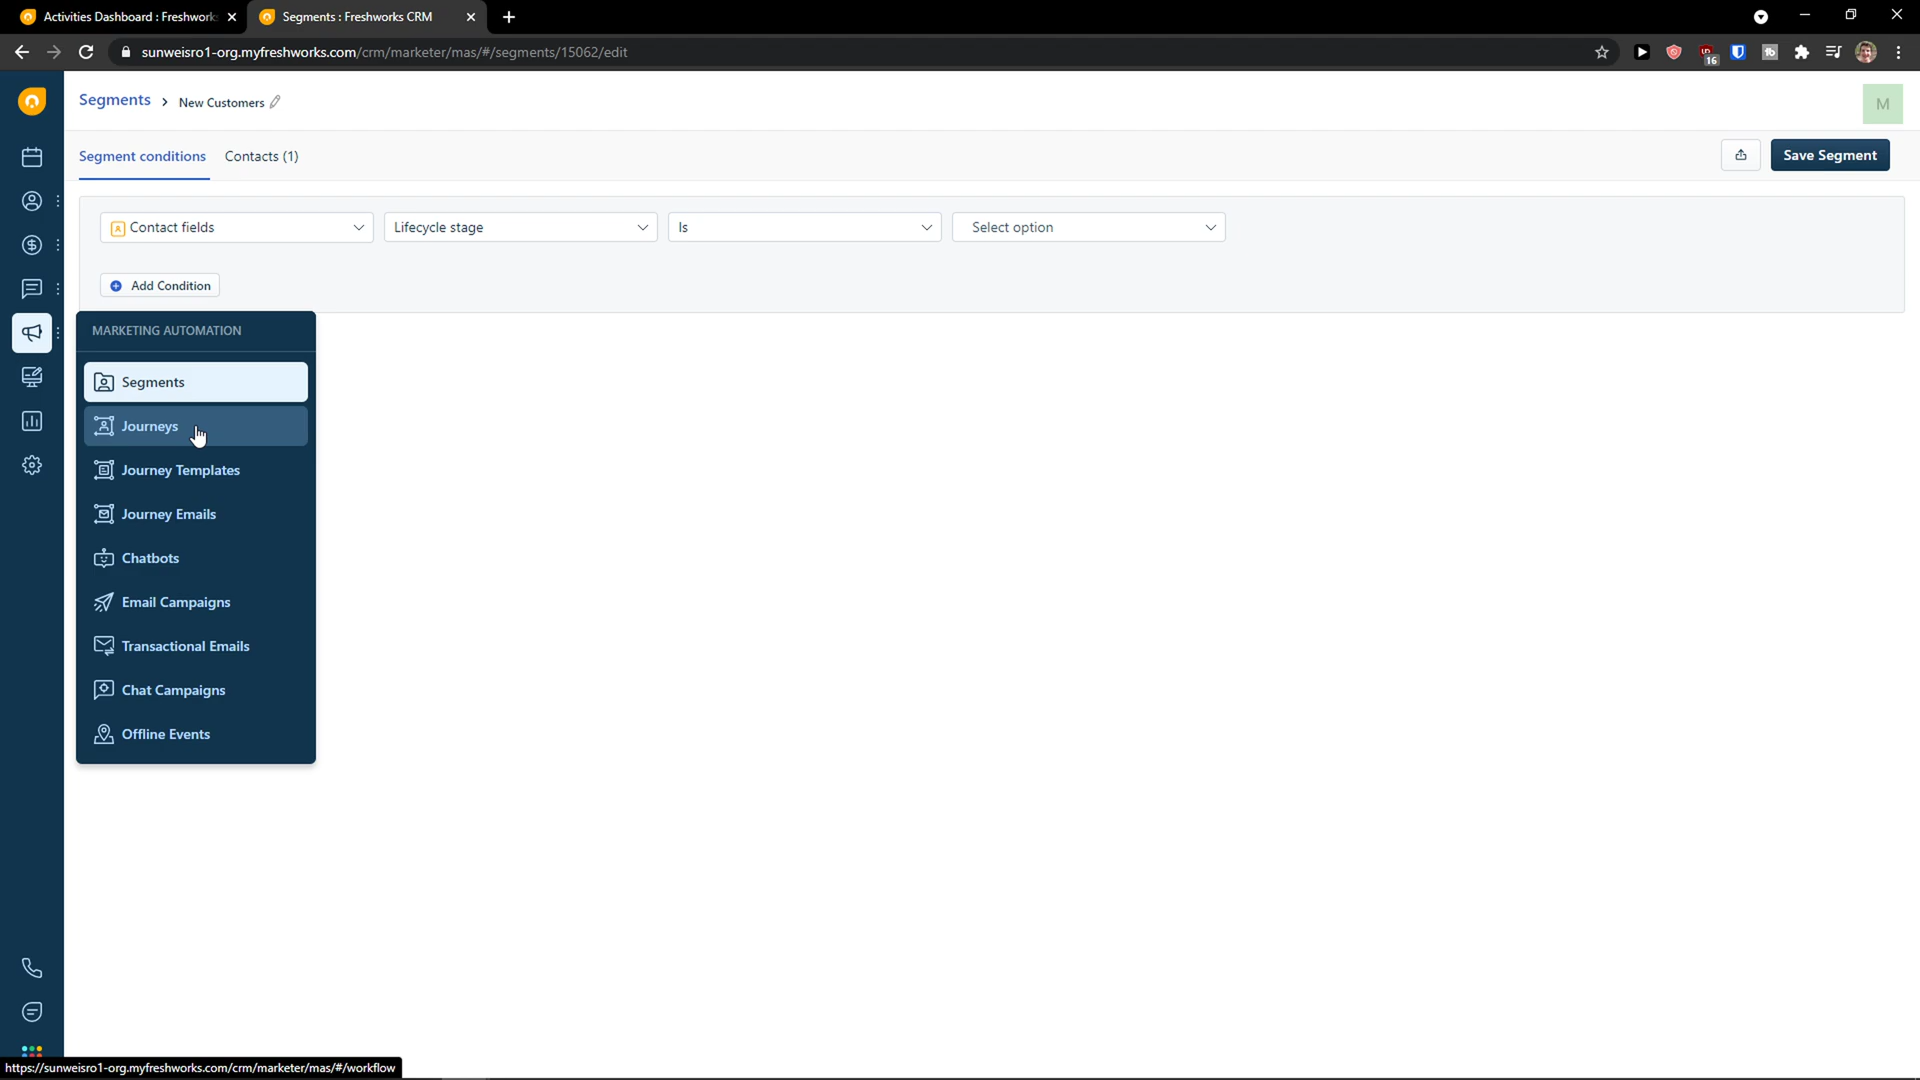 Activities Dashboard : Freshwork
Segments : Freshworks CRM
sunweisro1-org.myfreshworks.com/crm/marketer/mas/#/segments/15062/edit
16
Segments > New Customers
M
Segment conditions
Contacts (1)
Save Segment
Contact fields
Lifecycle stage
Is
Select option
Add Condition
MARKETING AUTOMATION
Segments
Journeys
Journey Templates
Journey Emails
Chatbots
Email Campaigns
Transactional Emails
Chat Campaigns
Offline Events
https://sunweisro1-org.myfreshworks.com/crm/marketer/mas/#/workflow